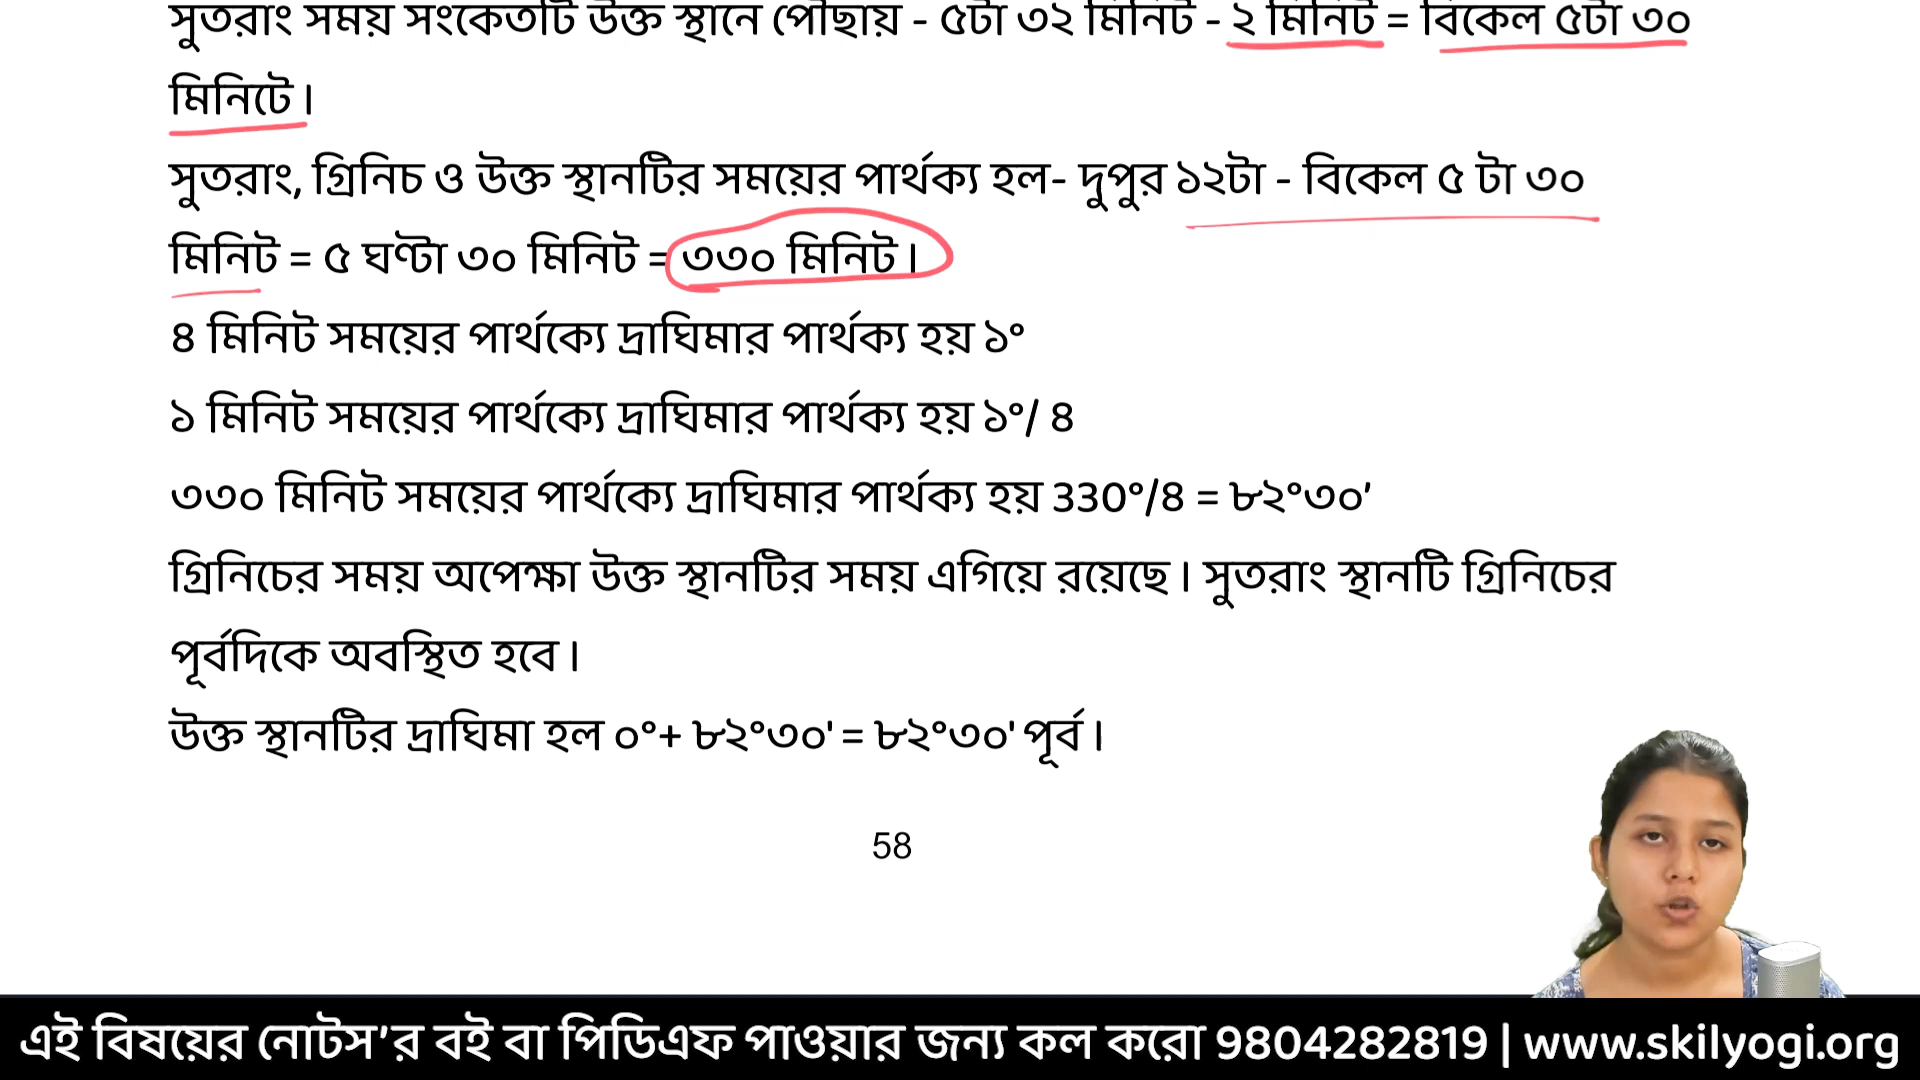 সুতরাং সময় সংকেতটি উক্ত স্থানে পৌঁছায় - ৫টা ৩২ মিনিট - ২ মিনিট = বিকেল ৫টা ৩০
মিনিটে।
সুতরাং, গ্রিনিচ ও উক্ত স্থানটির সময়ের পার্থক্য হল- দুপুর ১২টা - বিকেল ৫ টা ৩০
মিনিট = ৫ ঘণ্টা ৩০ মিনিট = ৩৩০ মিনিট।
৪ মিনিট সময়ের পার্থক্যে দ্রাঘিমার পার্থক্য হয় ১°
১ মিনিট সময়ের পার্থক্যে দ্রাঘিমার পার্থক্য হয় ১°/ ৪
৩৩০ মিনিট সময়ের পার্থক্যে দ্রাঘিমার পার্থক্য হয় 330°/৪ = ৮২°৩০’
গ্রিনিচের সময় অপেক্ষা উক্ত স্থানটির সময় এগিয়ে রয়েছে। সুতরাং স্থানটি গ্রিনিচের
পূর্বদিকে অবস্থিত হবে।
উক্ত স্থানটির দ্রাঘিমা হল ০°+ ৮২°৩০' = ৮২°৩০' পূর্ব।
58
এই বিষয়ের নোটস’র বই বা পিডিএফ পাওয়ার জন্য কল করো 9804282819 | www.skilyogi.org